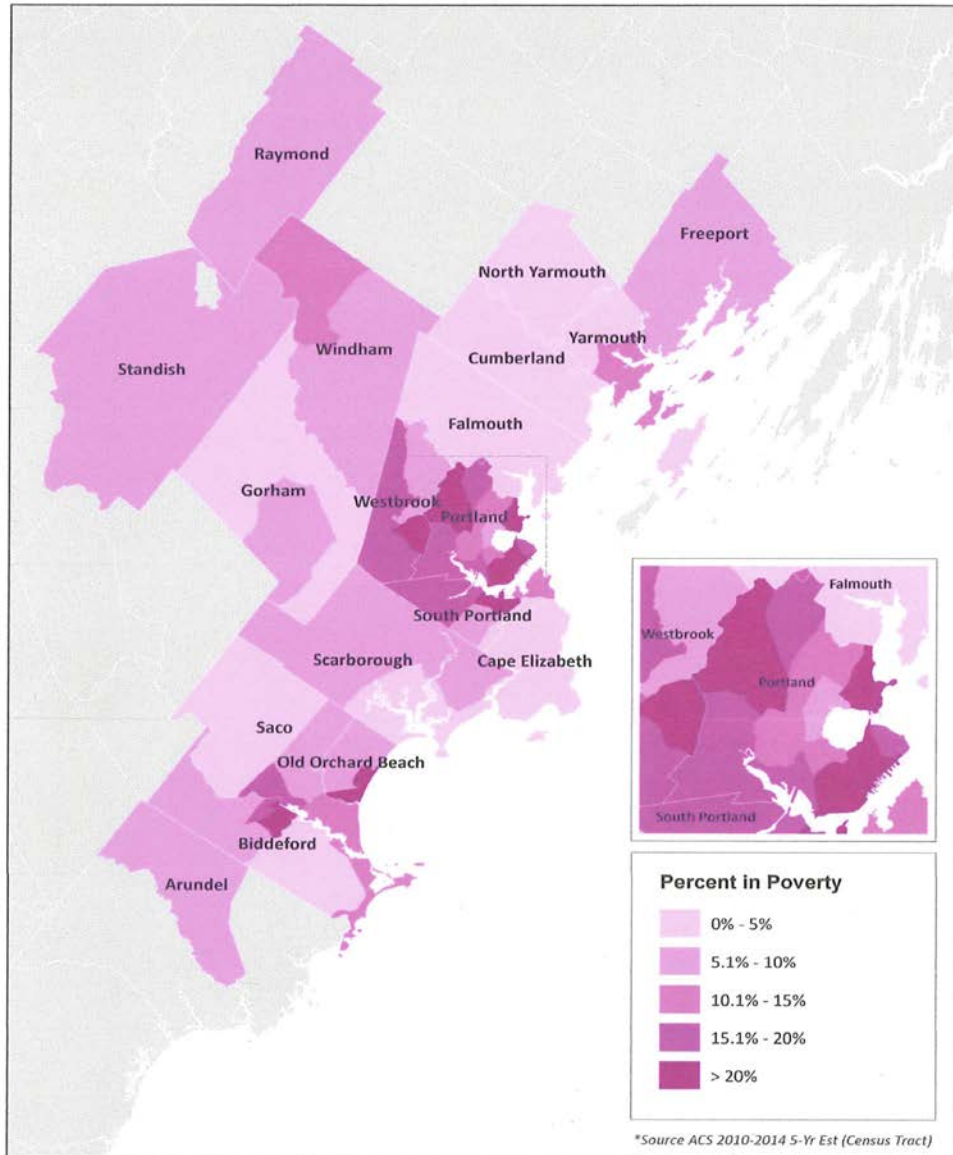 Raymond
Freeport
North Yarmouth
Yarmouth
Windham
Cumberland
Standish
Falmouth
Gorham
Westbrook
Portland
South Portland
Scarborough
Cape Elizabeth
Saco
Old Orchard Beach
Biddeford
Arundel
Falmouth
Westbrook
Portland
South Portland
Percent in Poverty
0% - 5%
5.1% - 10%
10.1% - 15%
15.1% - 20%
> 20%
*Source ACS 2010-2014 5-Yr Est (Census Tract)